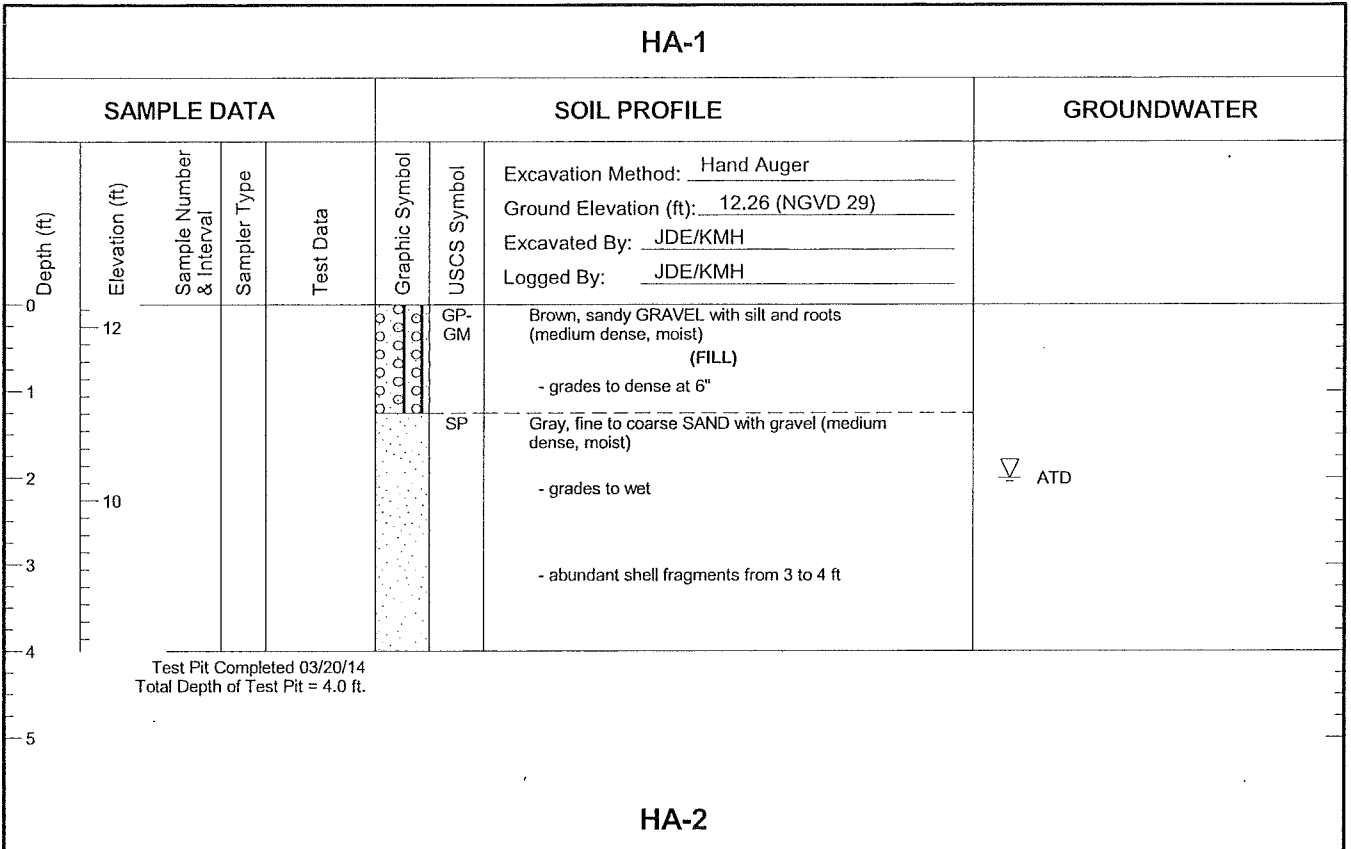 HA-1
SAMPLE DATA
SOIL PROFILE
GROUNDWATER
Depth (ft)
Elevation (ft)
Sample Number
& Interval
Sampler Type
Test Data
Graphic Symbol
USCS Symbol
Excavation Method: Hand Auger
Ground Elevation (ft): 12.26 (NGVD 29)
Excavated By: JDE/KMH
Logged By: JDE/KMH
0
12
GP-
GM
Brown, sandy GRAVEL with silt and roots
(medium dense, moist)
(FILL)
- grades to dense at 6"
1
SP
Gray, fine to coarse SAND with gravel (medium
dense, moist)
2
ATD
- grades to wet
10
3
- abundant shell fragments from 3 to 4 ft
4
Test Pit Completed 03/20/14
Total Depth of Test Pit = 4.0 ft.
5
HA-2